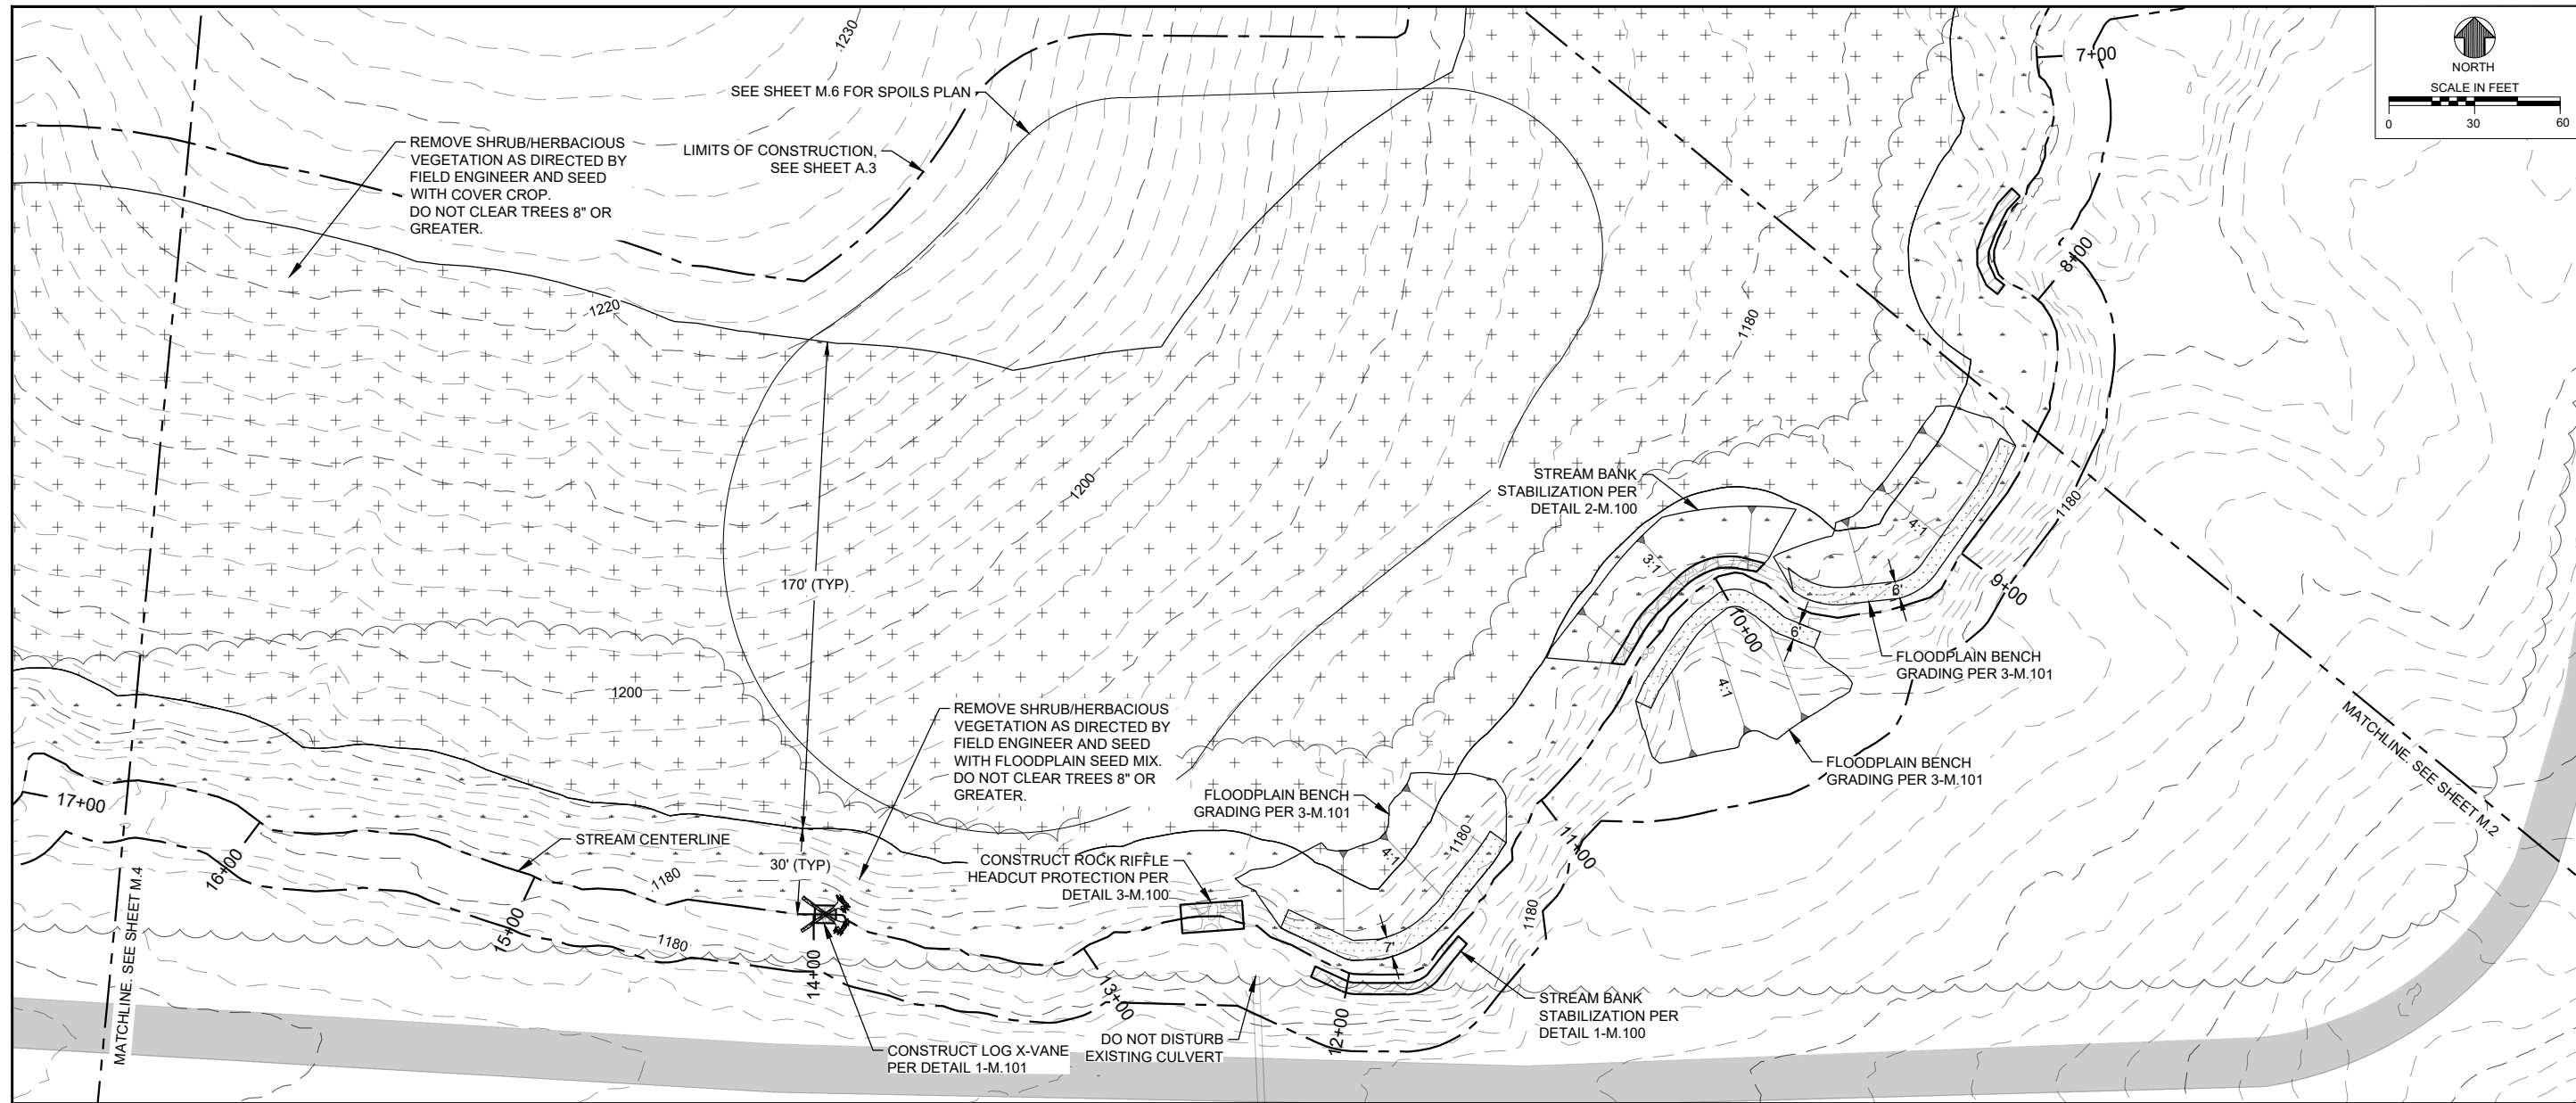 1230
7+00
NORTH
SCALE IN FEET
0 30 60
SEE SHEET M.6 FOR SPOILS PLAN
REMOVE SHRUB/HERBACIOUS
VEGETATION AS DIRECTED BY
FIELD ENGINEER AND SEED
WITH COVER CROP.
DO NOT CLEAR TREES 8" OR
GREATER.
LIMITS OF CONSTRUCTION,
SEE SHEET A.3
8+00
1220
1180
1200
STREAM BANK
STABILIZATION PER
DETAIL 2-M.100
4:1
1180
3:1
170' (TYP)
6'
9+00
6'
10+00
FLOODPLAIN BENCH
GRADING PER 3-M.101
4:1
1200
REMOVE SHRUB/HERBACIOUS
VEGETATION AS DIRECTED BY
FIELD ENGINEER AND SEED
WITH FLOODPLAIN SEED MIX.
DO NOT CLEAR TREES 8" OR
GREATER.
MATCHLINE. SEE SHEET M.2
FLOODPLAIN BENCH
GRADING PER 3-M.101
FLOODPLAIN BENCH
GRADING PER 3-M.101
17+00
STREAM CENTERLINE
1180
11+00
4:1
CONSTRUCT ROCK RIFFLE
HEADCUT PROTECTION PER
DETAIL 3-M.100
30' (TYP)
16+00
1180
15+00
1180
1180
7'
14+00
13+00
12+00
MATCHLINE. SEE SHEET M.4
STREAM BANK
STABILIZATION PER
DETAIL 1-M.100
DO NOT DISTURB
EXISTING CULVERT
CONSTRUCT LOG X-VANE
PER DETAIL 1-M.101